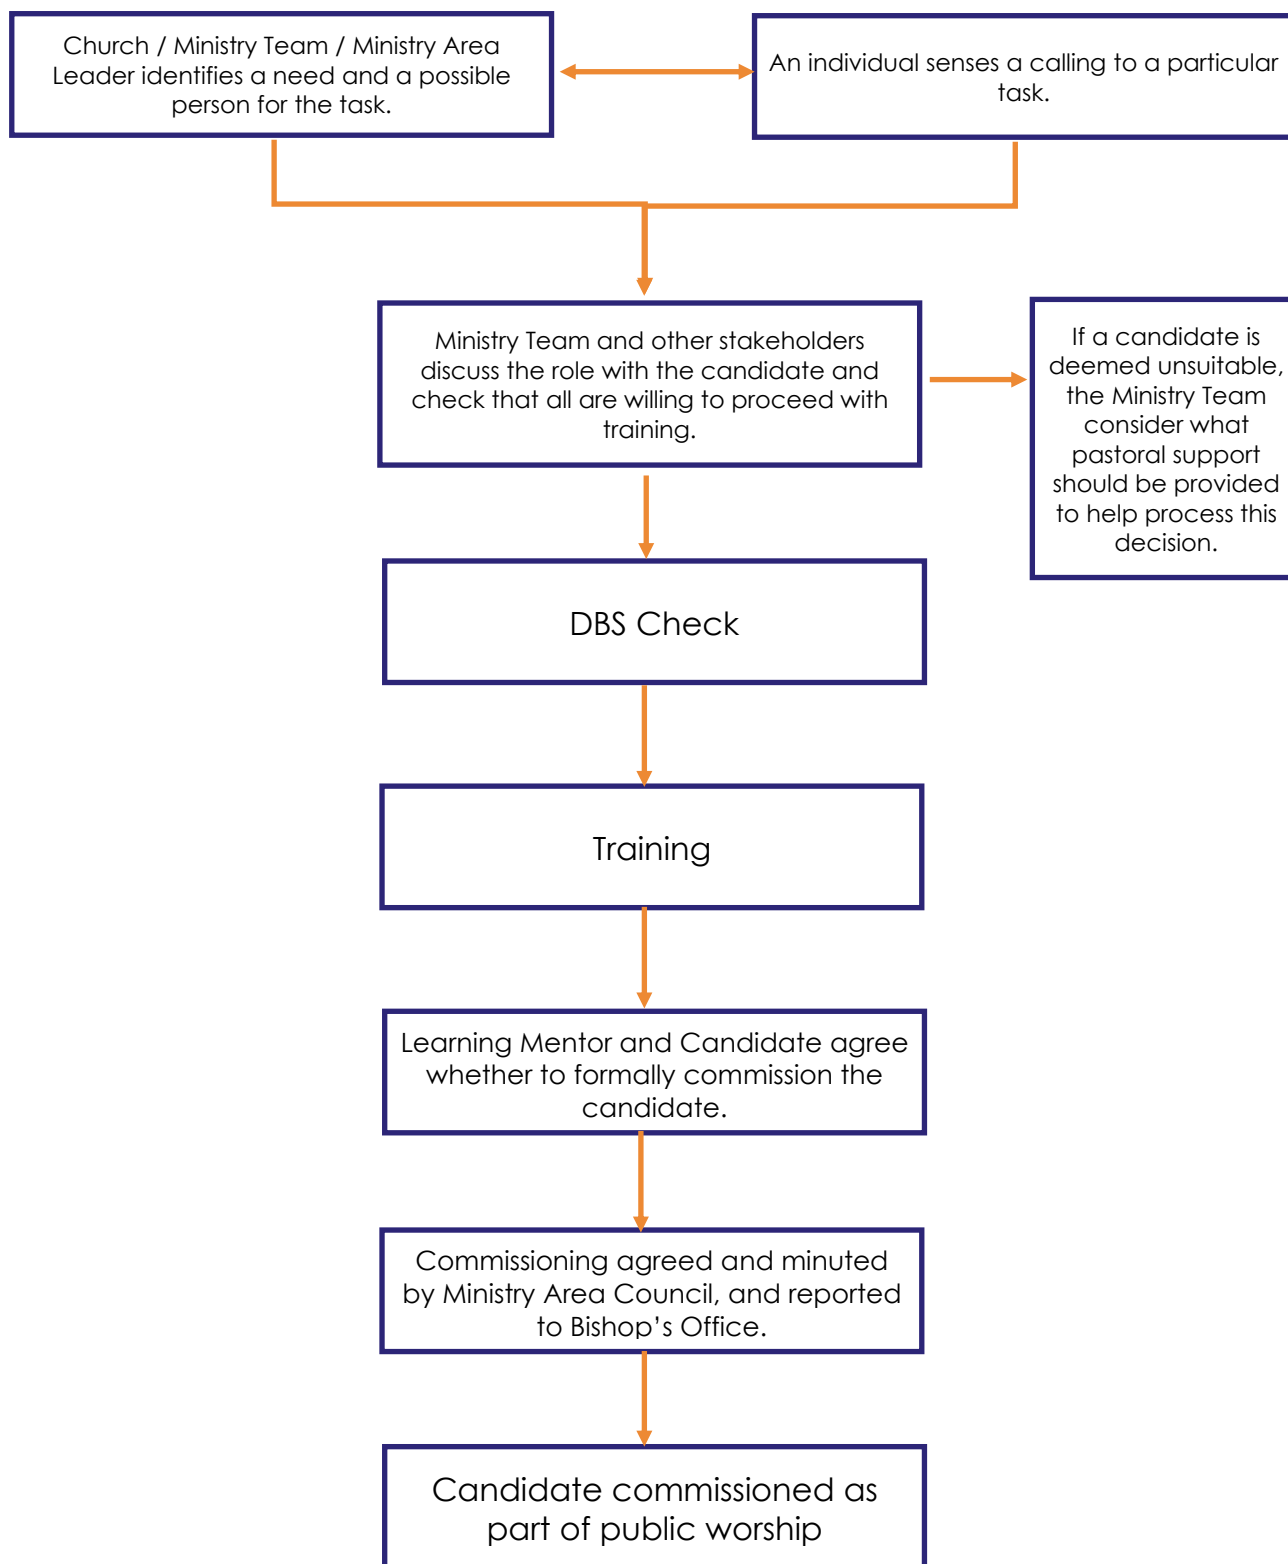 Church / Ministry Team / Ministry Area
Leader identifies a need and a possible
person for the task.
An individual senses a calling to a particular
task.
Ministry Team and other stakeholders
discuss the role with the candidate and
check that all are willing to proceed with
training.
If a candidate is
deemed unsuitable,
the Ministry Team
consider what
pastoral support
should be provided
to help process this
decision.
DBS Check
Training
Learning Mentor and Candidate agree
whether to formally commission the
candidate.
Commissioning agreed and minuted
by Ministry Area Council, and reported
to Bishop’s Office.
Candidate commissioned as
part of public worship